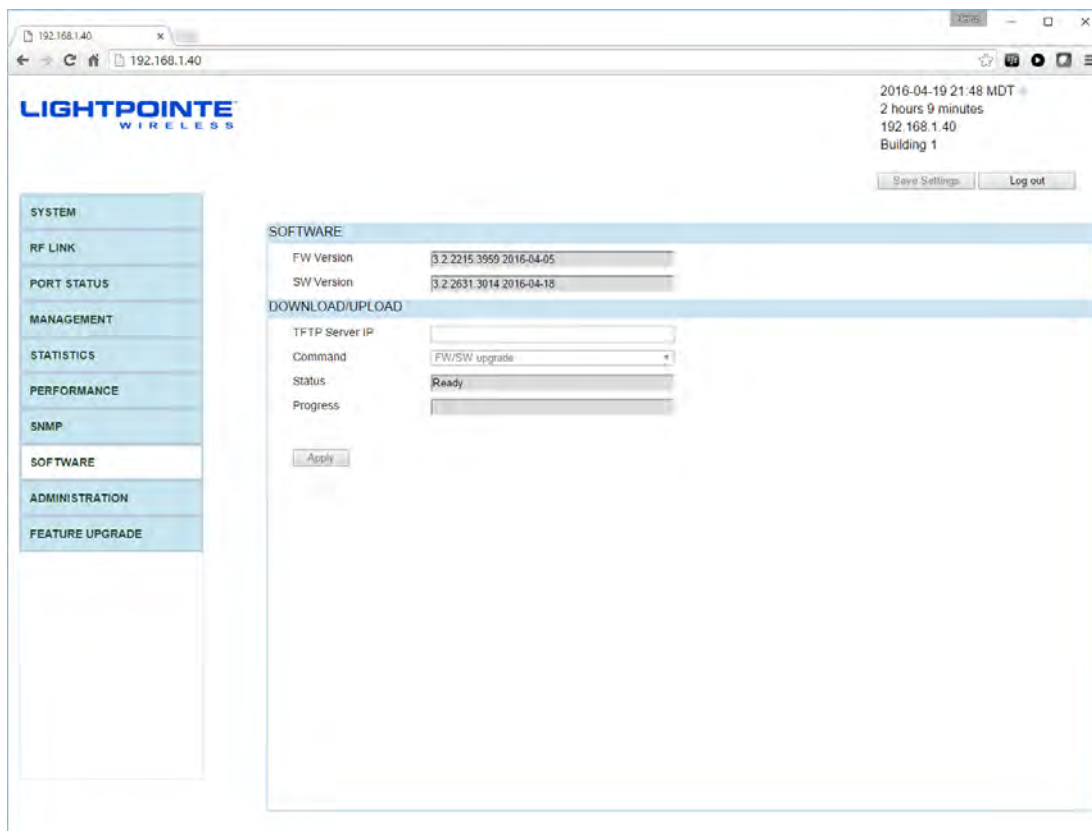 192.168.1.40
192.168.1.40
LIGHTPOINTE
WIRELESS
2016-04-19 21:48 MDT
2 hours 9 minutes
192.168.1.40
Building 1
Save Settings
Log out
SYSTEM
RF LINK
PORT STATUS
MANAGEMENT
STATISTICS
PERFORMANCE
SNMP
SOFTWARE
ADMINISTRATION
FEATURE UPGRADE
SOFTWARE
FW Version 3.2.2215.3959 2016-04-05
SW Version 3.2.2631.3014 2016-04-18
DOWNLOAD/UPLOAD
TFTP Server IP
Command FW/SW upgrade
Status Ready
Progress
Apply